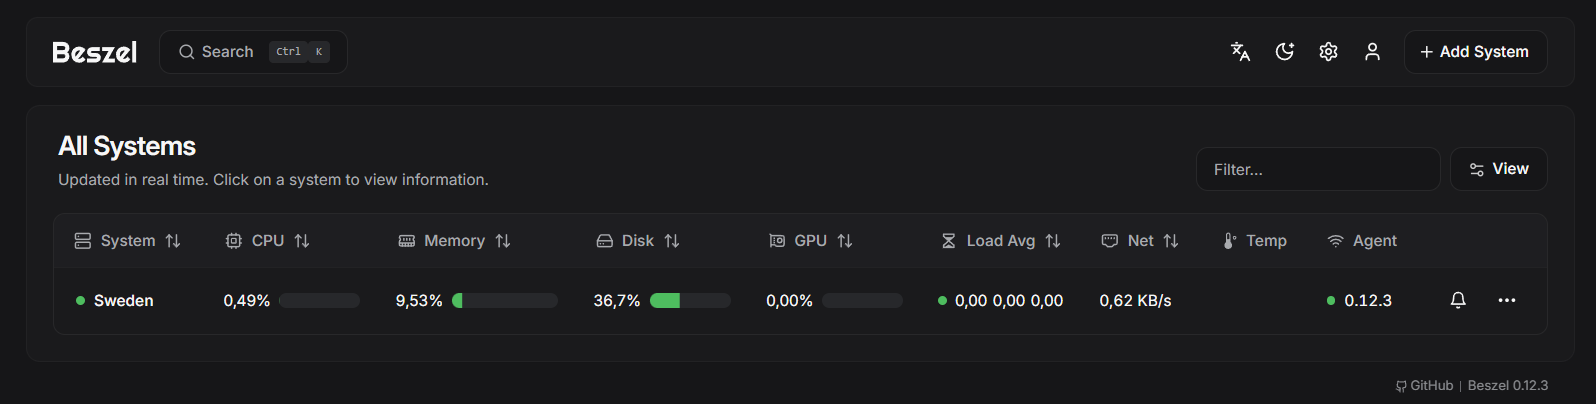 Beszel Search Ctrl K + Add System
All Systems
Updated in real time. Click on a system to view information.
Filter... View
System CPU Memory Disk GPU Load Avg Net Temp Agent
Sweden 0,49% 9,53% 36,7% 0,00% 0,00 0,00 0,00 0,62 KB/s 0.12.3
GitHub | Beszel 0.12.3